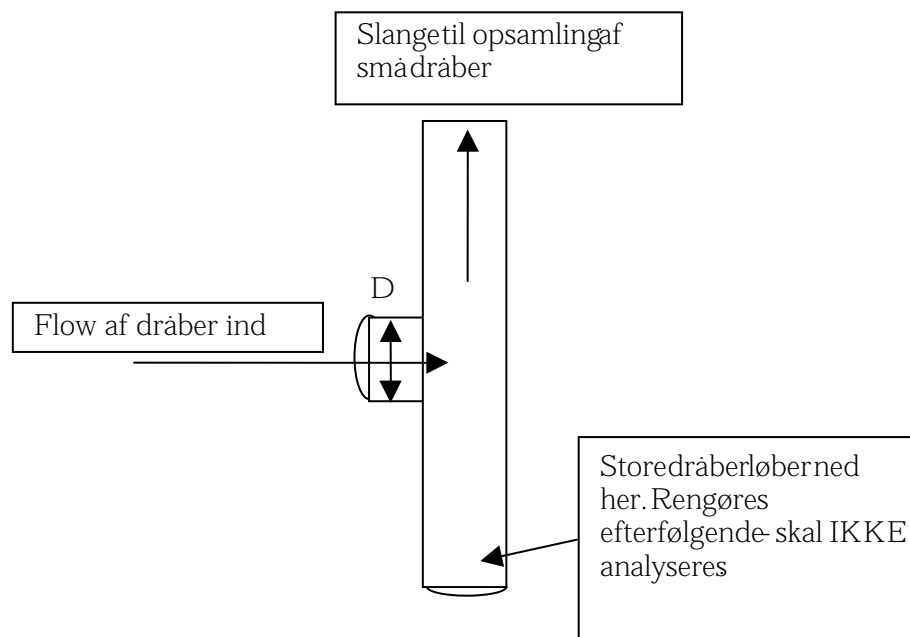 Slangetil opsamlingaf
smådråber
D
Flow af dråber ind
Storedråberløberned
her. Rengøres
efterfølgende- skal IKKE
analyseres.